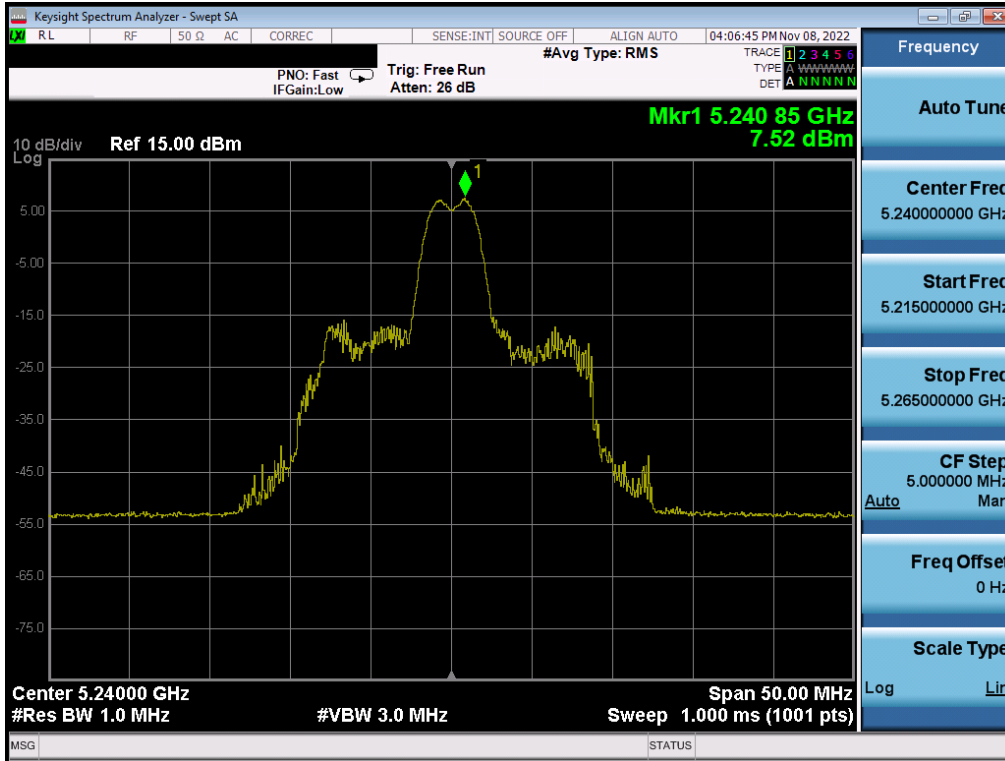 Keysight Spectrum Analyzer - Swept SA
LXI RL RF 50 Ω AC CORREC SENSE:INT SOURCE OFF ALIGN AUTO 04:06:45 PM Nov 08, 2022
#Avg Type: RMS
TRACE 1 2 3 4 5 6
TYPE A WWWWW
DET A N N N N N
PNO: Fast
IFGain:Low
Trig: Free Run
Atten: 26 dB
Mkr1 5.240 85 GHz
7.52 dBm
10 dB/div
Log
Ref 15.00 dBm
1
5.00
-5.00
-15.0
-25.0
-35.0
-45.0
-55.0
-65.0
-75.0
Center 5.24000 GHz
Span 50.00 MHz
#Res BW 1.0 MHz
#VBW 3.0 MHz
Sweep 1.000 ms (1001 pts)
MSG
STATUS
Frequency
Auto Tune
Center Freq
5.240000000 GHz
Start Freq
5.215000000 GHz
Stop Freq
5.265000000 GHz
CF Step
5.000000 MHz
Auto Man
Freq Offset
0 Hz
Scale Type
Log Lin